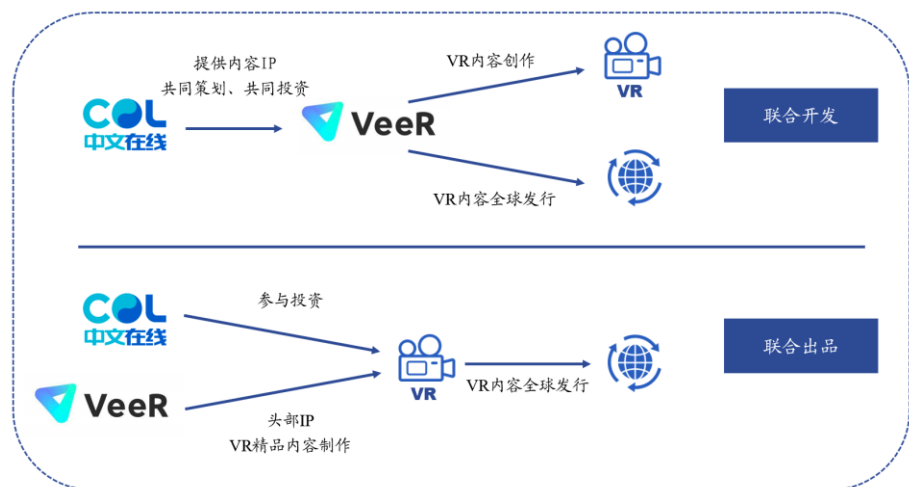 提供内容IP
共同策划、共同投资
VR内容创作
VR
COL
中文在线
VeeR
联合开发
VR内容全球发行
COL
中文在线
参与投资
联合出品
VR
VR内容全球发行
VeeR
头部IP
VR精品内容制作